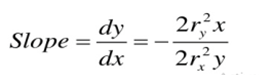 Slope = dy/dx = − 2r_y²x / 2r_x²y